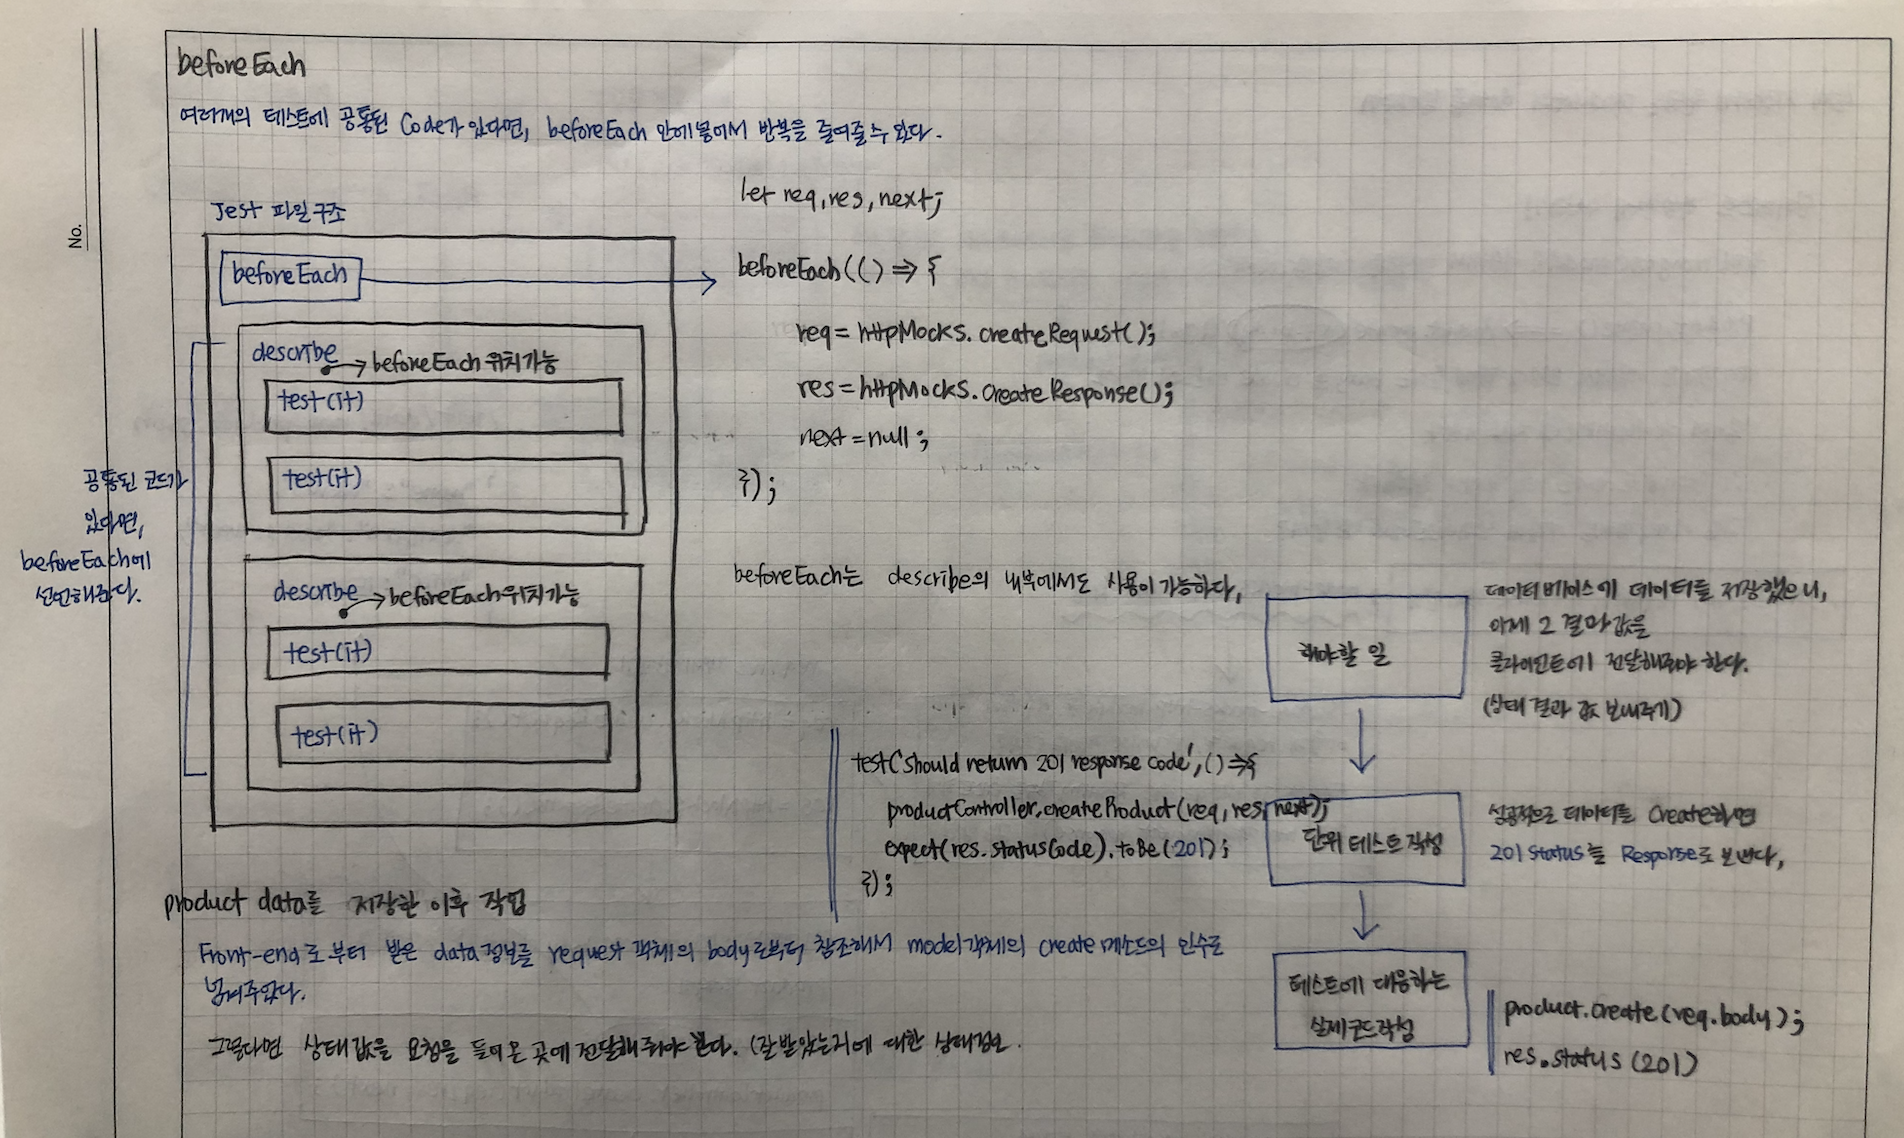 No.
beforeEach
여러개의 테스트에 공통된 Code가 있다면, beforeEach 안에 넣어서 반복을 줄여줄 수 있다.
Jest 파일 구조
beforeEach
describe
beforeEach 위치가능
test(it)
test(it)
describe
beforeEach 위치가능
test(it)
test(it)
공통된 코드가
있다면,
beforeEach에
선언해준다.
let req, res, next;
beforeEach(() => {
req = httpMocks.createRequest();
res = httpMocks.createResponse();
next = null;
});
beforeEach는 describe의 내부에서도 사용이 가능하다,
해야할 일
데이터베이스에 데이터를 저장했으니,
이제 그 결과 값을
클라이언트에 전달해줘야 한다.
(상태 결과 값 보내주기)
test('should return 201 response code', () => {
productController.createProduct(req, res, next);
expect(res.statusCode).toBe(201);
});
단위 테스트 작성
성공적으로 데이터를 Create하면
201 status를 Response로 보낸다,
테스트에 대응하는
실제 코드 작성
product.create(req.body);
res.status(201)
product data를 저장한 이후 작업
Front-end로 부터 받은 data 정보를 request 객체의 body로부터 참조해서 model 객체의 create 메소드의 인수로
넘겨주었다.
그렇다면 상태 값을 요청을 들어온 곳에 전달해 줘야 한다. (잘 받았는지에 대한 상태정보.